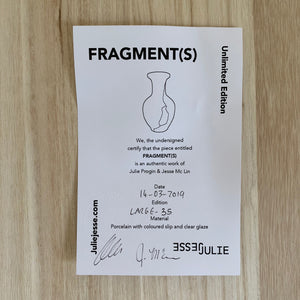 FRAGMENT(S)
Unlimited Edition
We, the undersigned
certify that the piece entitled
FRAGMENT(S)
is an authentic work of
Julie Progin & Jesse Mc Lin
Date
14-03-2019
Edition
LARGE-35
Material
Porcelain with coloured slip and clear glaze
Juliejesse.com
JULIE
JESSE